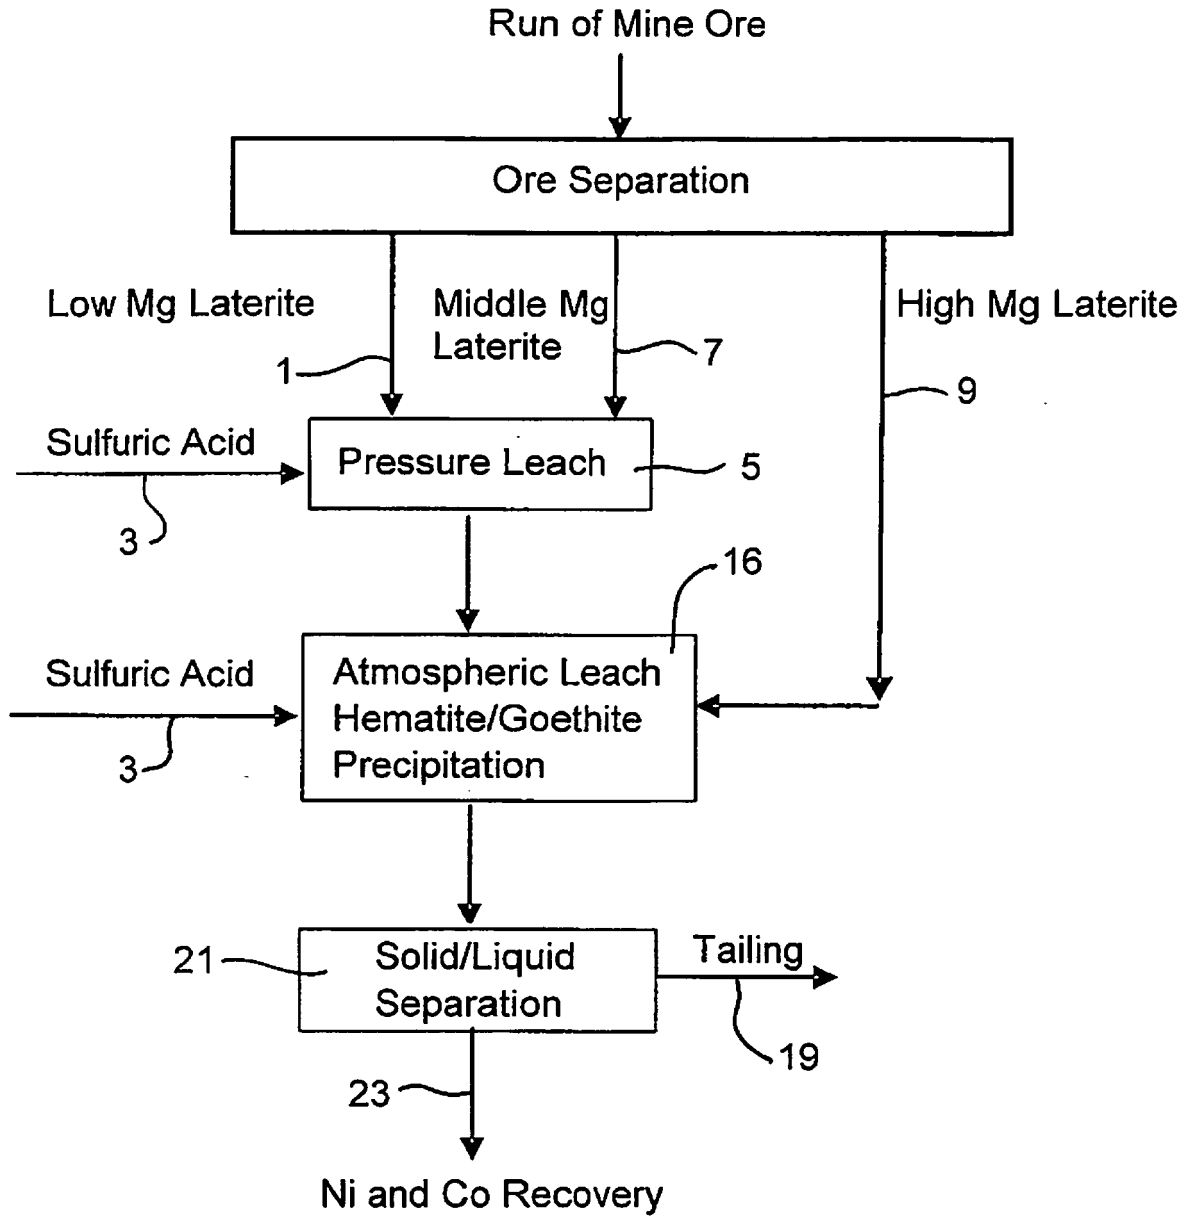 Run of Mine Ore
Ore Separation
Low Mg Laterite
Middle Mg
Laterite
High Mg Laterite
1
7
9
Sulfuric Acid
Pressure Leach
5
3
16
Sulfuric Acid
Atmospheric Leach
Hematite/Goethite
Precipitation
3
21
Solid/Liquid
Separation
Tailing
19
23
Ni and Co Recovery